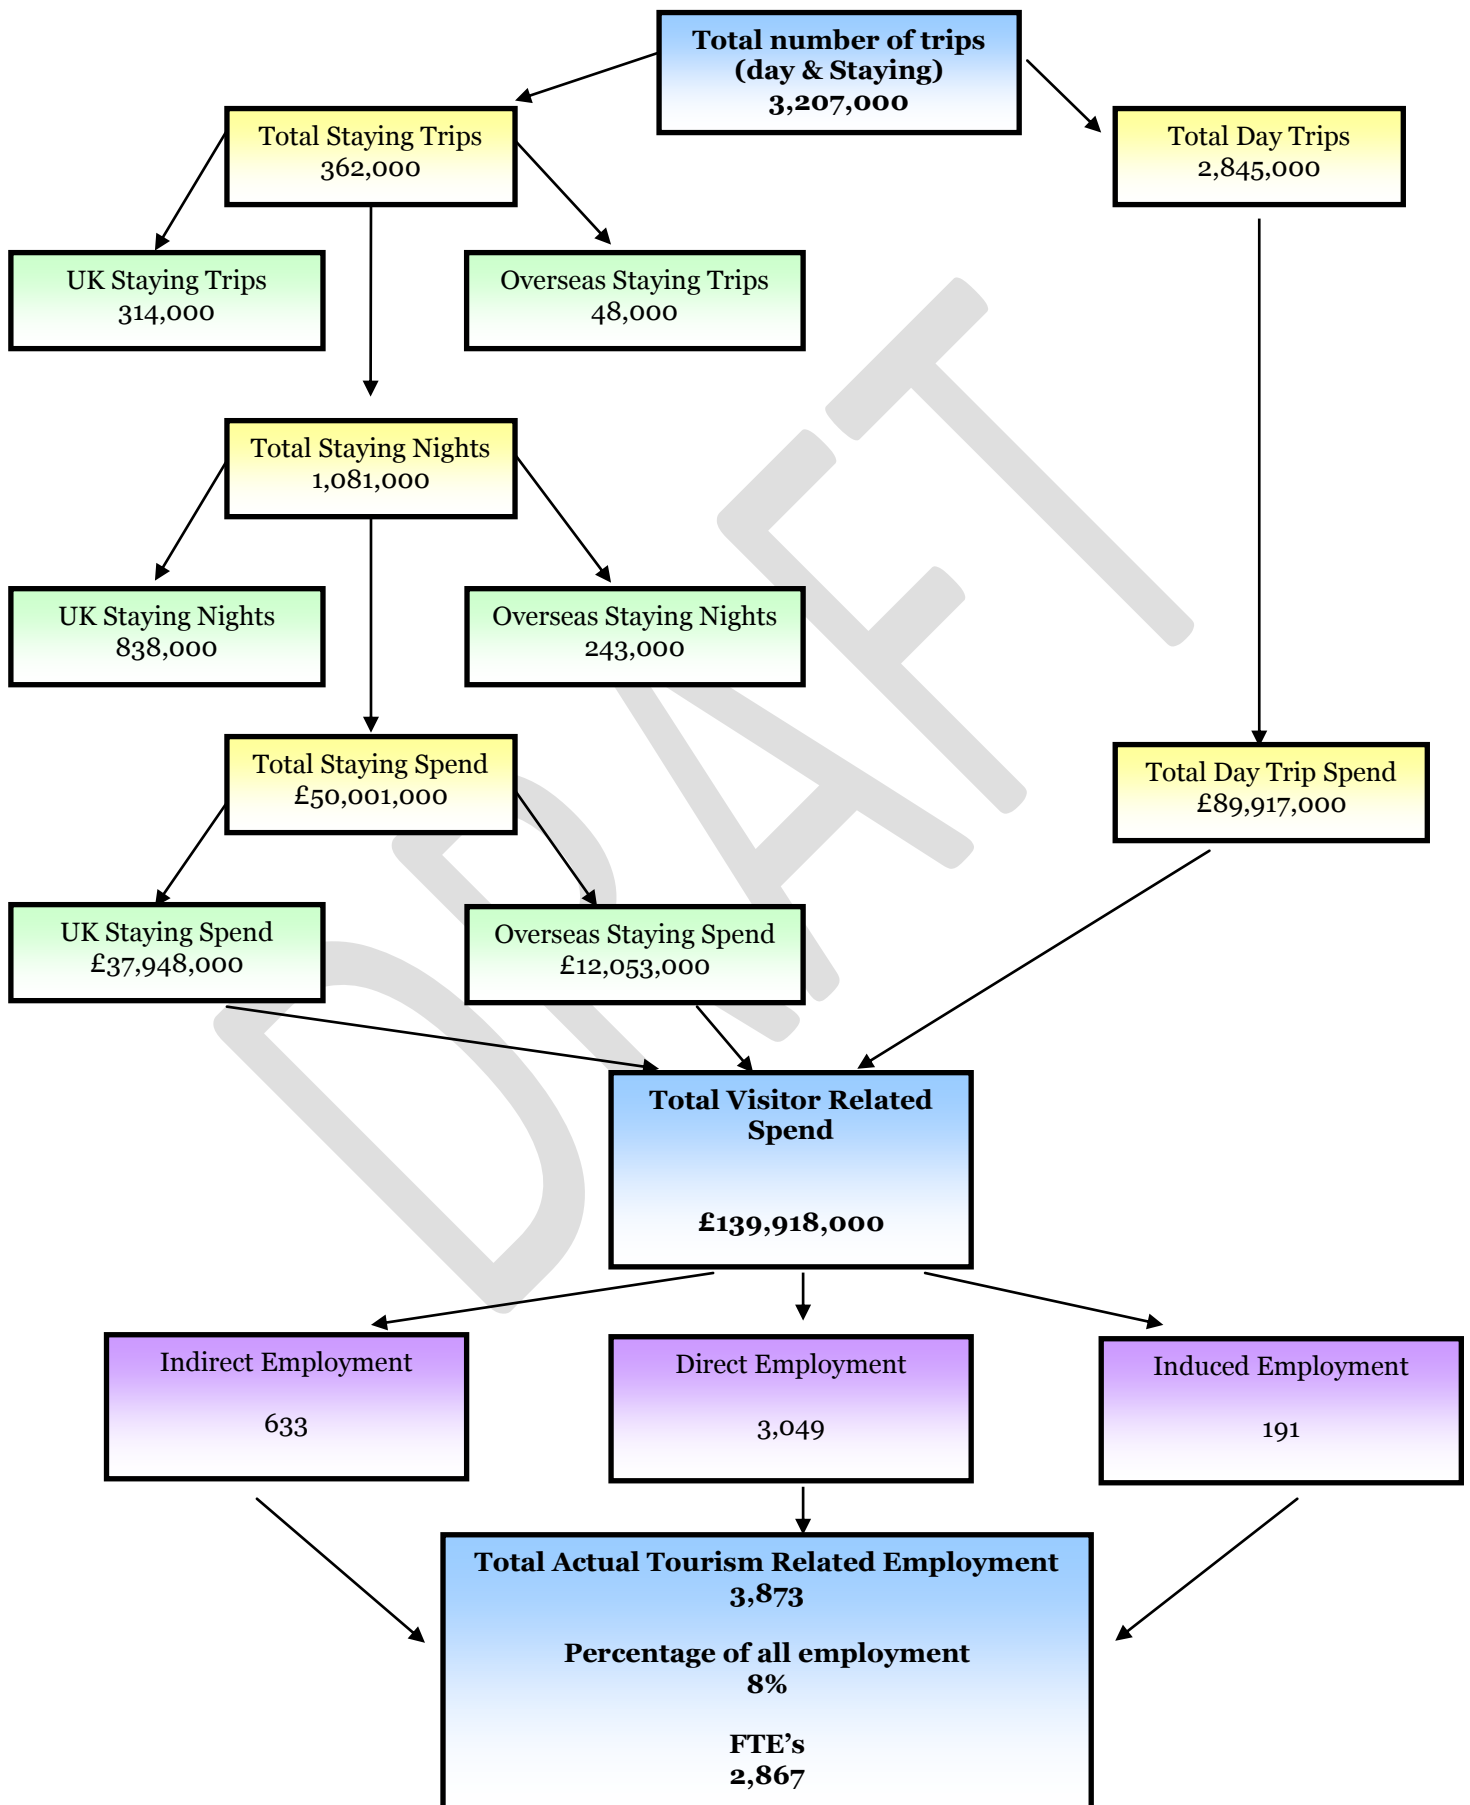 Total number of trips
(day & Staying)
3,207,000
Total Staying Trips
362,000
Total Day Trips
2,845,000
UK Staying Trips
314,000
Overseas Staying Trips
48,000
Total Staying Nights
1,081,000
UK Staying Nights
838,000
Overseas Staying Nights
243,000
Total Staying Spend
£50,001,000
Total Day Trip Spend
£89,917,000
UK Staying Spend
£37,948,000
Overseas Staying Spend
£12,053,000
Total Visitor Related
Spend
£139,918,000
Indirect Employment
633
Direct Employment
3,049
Induced Employment
191
Total Actual Tourism Related Employment
3,873
Percentage of all employment
8%
FTE’s
2,867
DRAFT